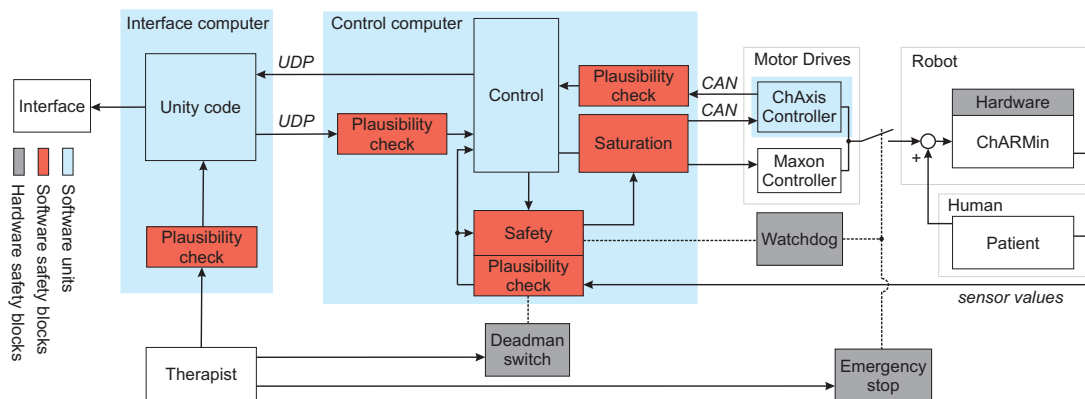 Interface computer
Control computer
UDP
UDP
Interface
Unity code
Plausibility
check
Plausibility
check
Control
Plausibility
check
Saturation
CAN
CAN
Motor Drives
ChAxis
Controller
Maxon
Controller
Robot
Hardware
ChARMin
+
Human
Patient
Safety
Plausibility
check
Watchdog
sensor values
Deadman
switch
Therapist
Emergency
stop
Hardware safety blocks
Software safety blocks
Software units